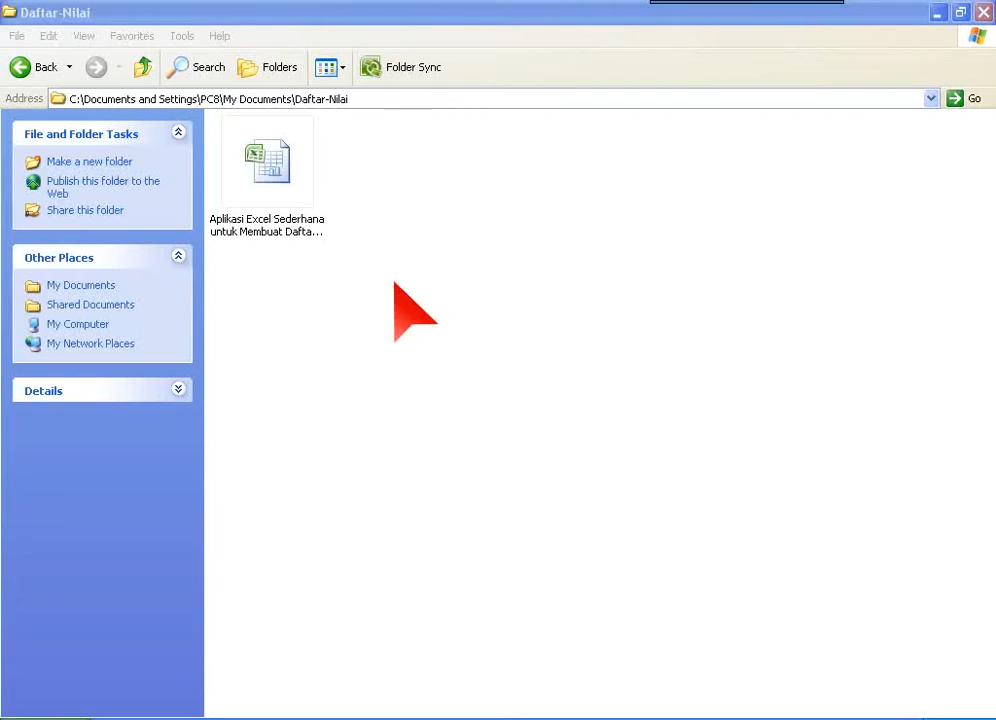 Daftar-Nilai
File Edit View Favorites Tools Help
Back Search Folders Folder Sync
Address C:\Documents and Settings\PC8\My Documents\Daftar-Nilai Go
File and Folder Tasks
Make a new folder
Publish this folder to the
Web
Share this folder
Other Places
My Documents
Shared Documents
My Computer
My Network Places
Details
Aplikasi Excel Sederhana
untuk Membuat Dafta...